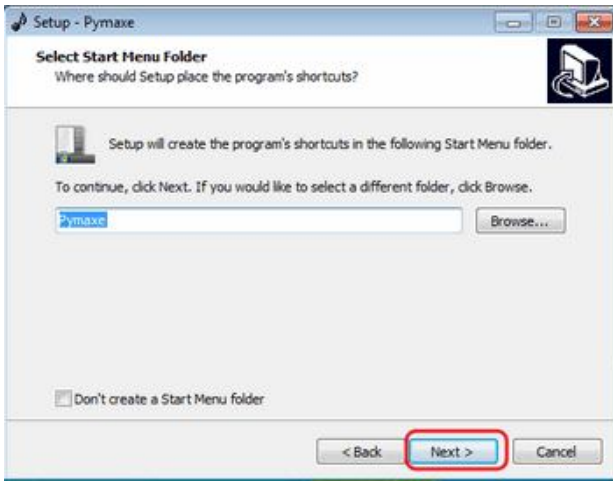 Setup - Pymaxe
Select Start Menu Folder
Where should Setup place the program's shortcuts?
Setup will create the program's shortcuts in the following Start Menu folder.
To continue, click Next. If you would like to select a different folder, click Browse.
Pymaxe
Browse...
Don't create a Start Menu folder
< Back
Next >
Cancel